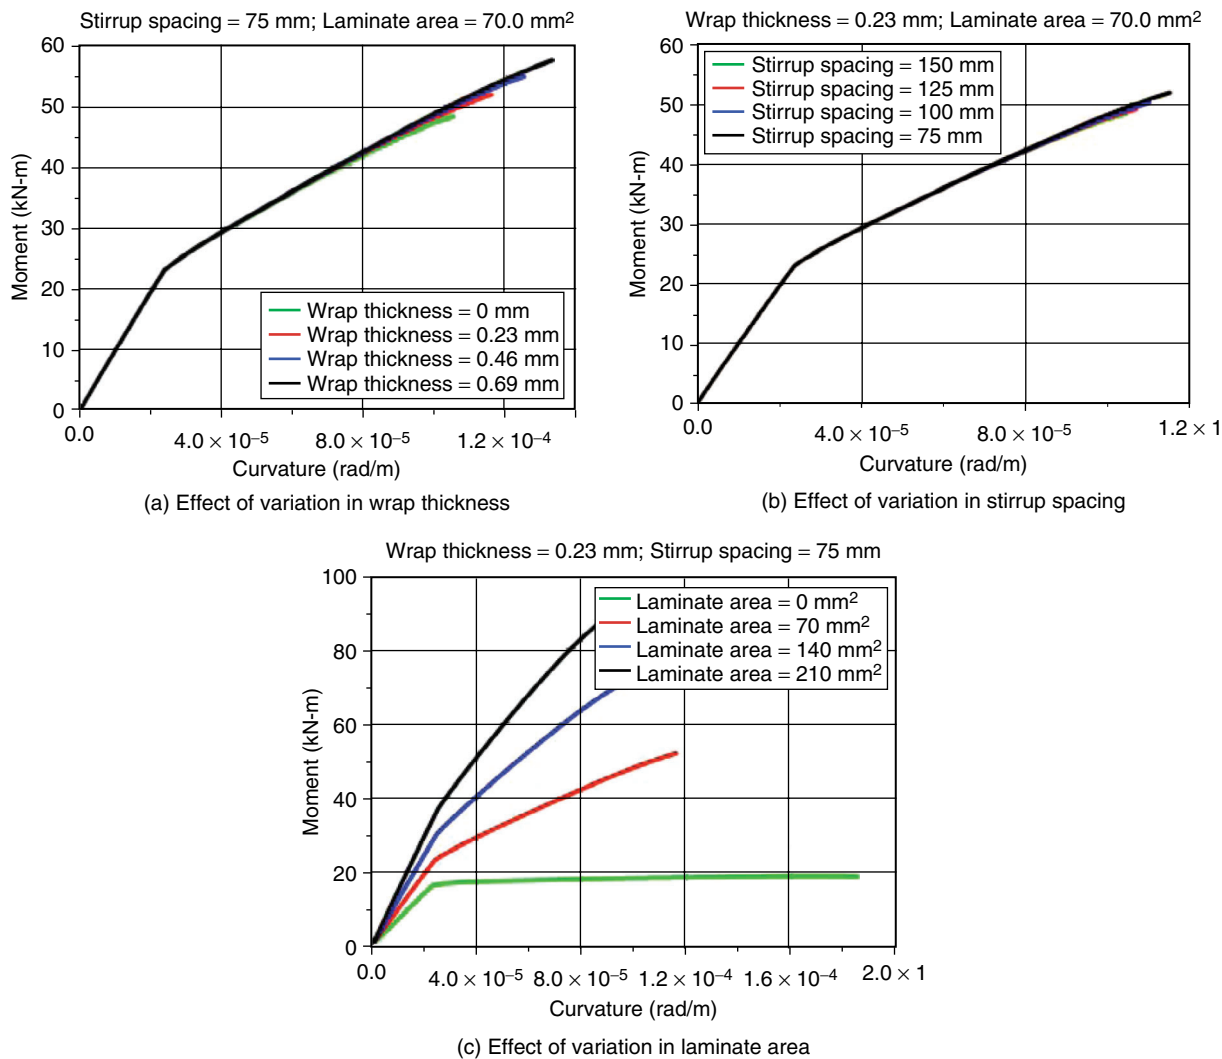 Stirrup spacing = 75 mm; Laminate area = 70.0 mm²
60
50
40
30
20
10
0
Moment (kN-m)
Wrap thickness = 0 mm
Wrap thickness = 0.23 mm
Wrap thickness = 0.46 mm
Wrap thickness = 0.69 mm
0.0
4.0 × 10⁻⁵
8.0 × 10⁻⁵
1.2 × 10⁻⁴
Curvature (rad/m)
(a) Effect of variation in wrap thickness
Wrap thickness = 0.23 mm; Laminate area = 70.0 mm²
60
50
40
30
20
10
0
Moment (kN-m)
Stirrup spacing = 150 mm
Stirrup spacing = 125 mm
Stirrup spacing = 100 mm
Stirrup spacing = 75 mm
0.0
4.0 × 10⁻⁵
8.0 × 10⁻⁵
1.2 × 1
Curvature (rad/m)
(b) Effect of variation in stirrup spacing
Wrap thickness = 0.23 mm; Stirrup spacing = 75 mm
100
80
60
40
20
0
Moment (kN-m)
Laminate area = 0 mm²
Laminate area = 70 mm²
Laminate area = 140 mm²
Laminate area = 210 mm²
0.0
4.0 × 10⁻⁵
8.0 × 10⁻⁵
1.2 × 10⁻⁴
1.6 × 10⁻⁴
2.0 × 1
Curvature (rad/m)
(c) Effect of variation in laminate area